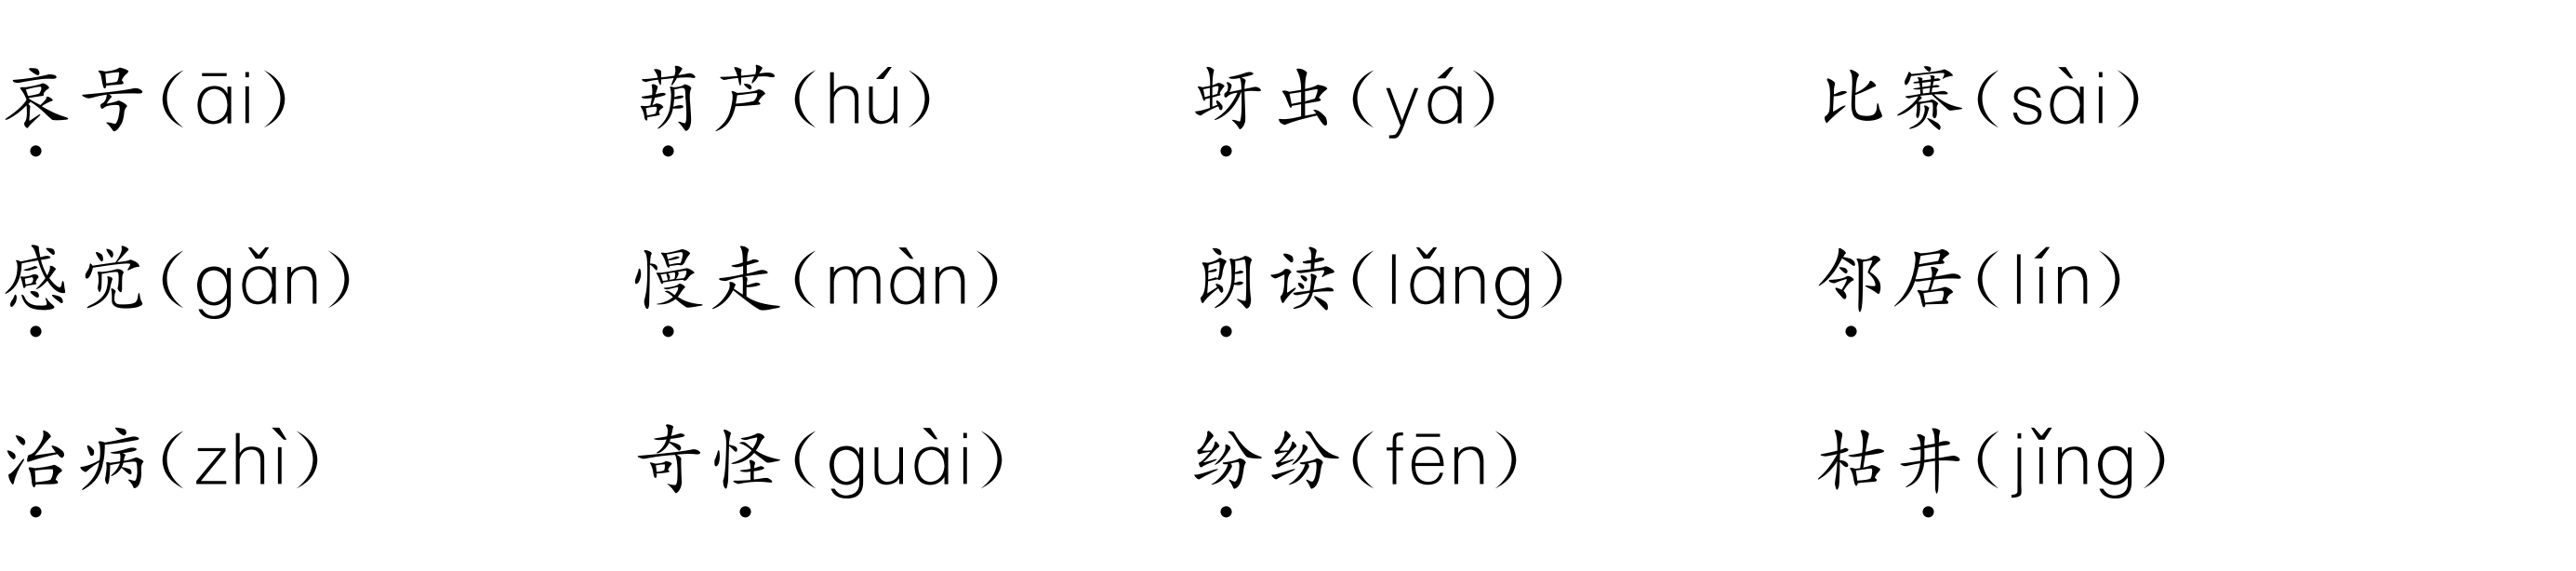 哀号(āi) 葫芦(hú) 蚜虫(yá) 比赛(sài)
感觉(gǎn) 慢走(màn) 朗读(lǎng) 邻居(lín)
治病(zhì) 奇怪(guài) 纷纷(fēn) 枯井(jǐng)